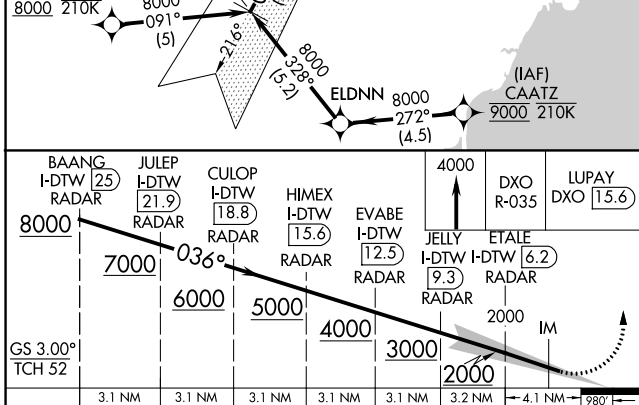 8000 210K
8000
091°
(5)
216°
8000
328°
(5.2)
ELDNN
8000
272°
(4.5)
(IAF)
CAATZ
9000 210K
BAANG
I-DTW 25
RADAR
JULEP
I-DTW
21.9
RADAR
CULOP
I-DTW
18.8
RADAR
HIMEX
I-DTW
15.6
RADAR
EVABE
I-DTW
12.5
RADAR
JELLY
I-DTW
9.3
RADAR
ETALE
I-DTW 6.2
RADAR
4000
DXO
R-035
LUPAY
DXO 15.6
8000
036°
7000
6000
5000
4000
3000
2000
2000
IM
GS 3.00°
TCH 52
3.1 NM
3.1 NM
3.1 NM
3.1 NM
3.1 NM
3.2 NM
4.1 NM
980'